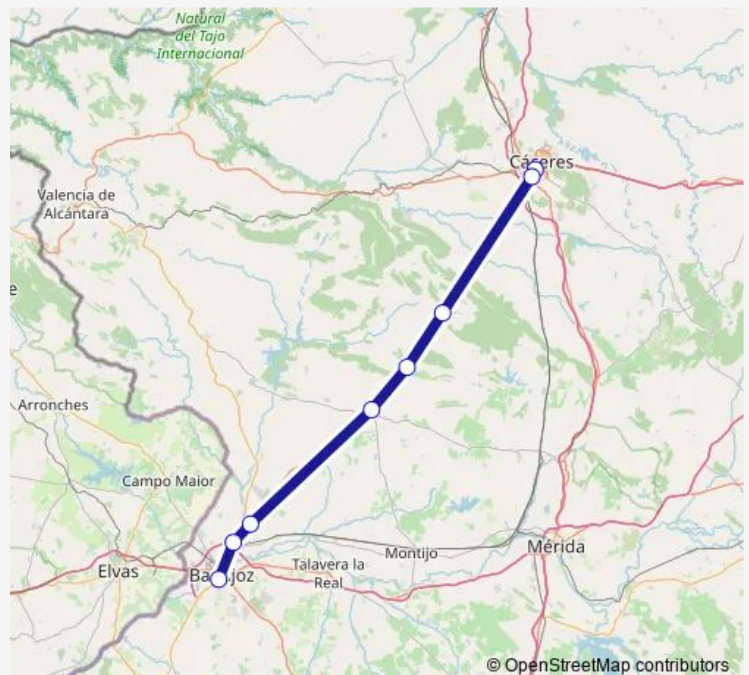 Natural
del Tajo
Internacional
Cáceres
Valencia de
Alcántara
e
Arronches
Campo Maior
Elvas
Badajoz
Talavera la
Real
Montijo
Mérida
© OpenStreetMap contributors